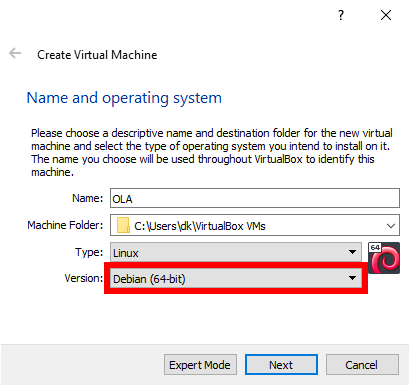 ?
Create Virtual Machine
Name and operating system
Please choose a descriptive name and destination folder for the new virtual
machine and select the type of operating system you intend to install on it.
The name you choose will be used throughout VirtualBox to identify this
machine.
Name: OLA
Machine Folder: C:\Users\dk\VirtualBox VMs
Type: Linux
64
Version: Debian (64-bit)
Expert Mode Next Cancel